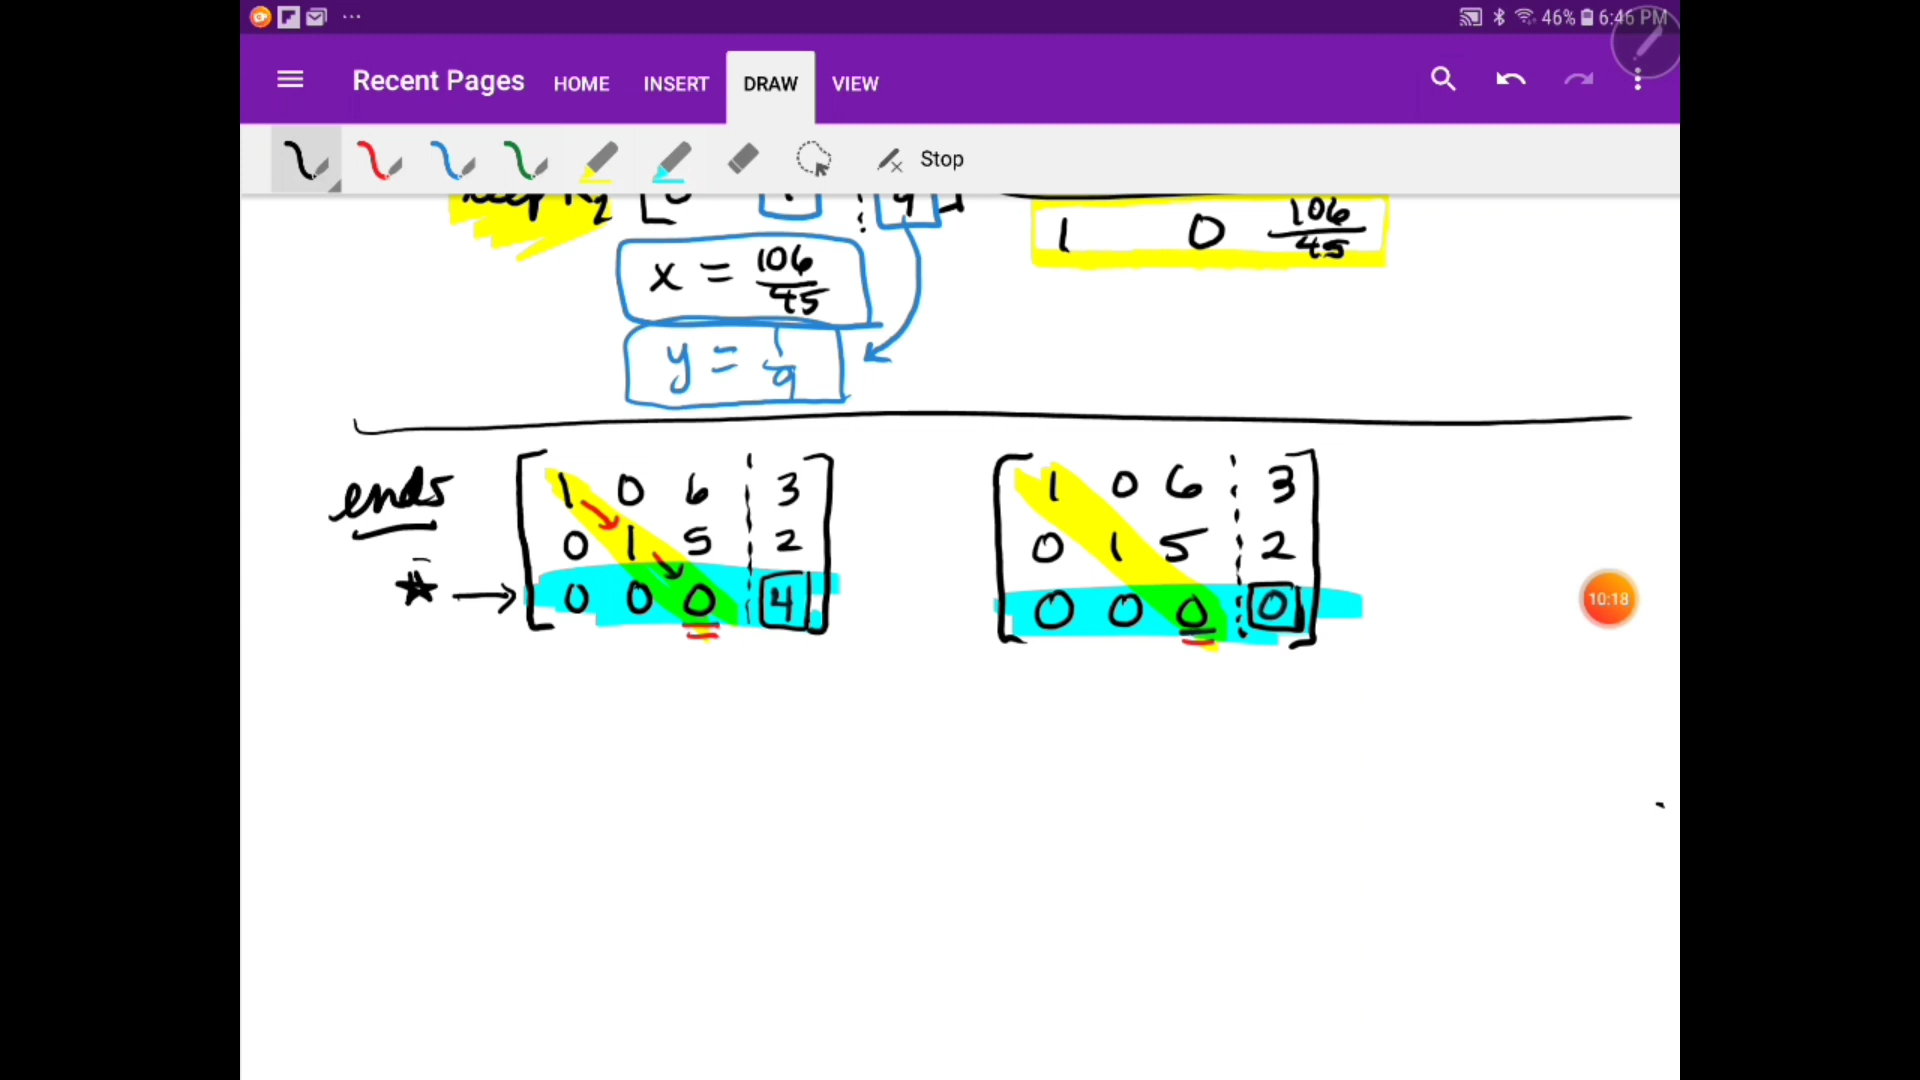 46% 6:46 PM
Recent Pages HOME INSERT DRAW VIEW
Stop
1 0 106/45
x = 106/45
y = 1/9
ends
1 0 6 3
0 1 5 2
0 0 0 4
1 0 6 3
0 1 5 2
0 0 0 0
10:18